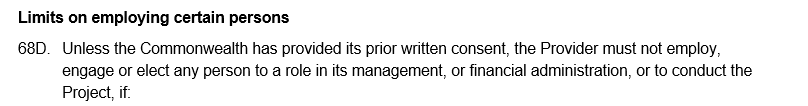 Limits on employing certain persons
68D. Unless the Commonwealth has provided its prior written consent, the Provider must not employ,
engage or elect any person to a role in its management, or financial administration, or to conduct the
Project, if: